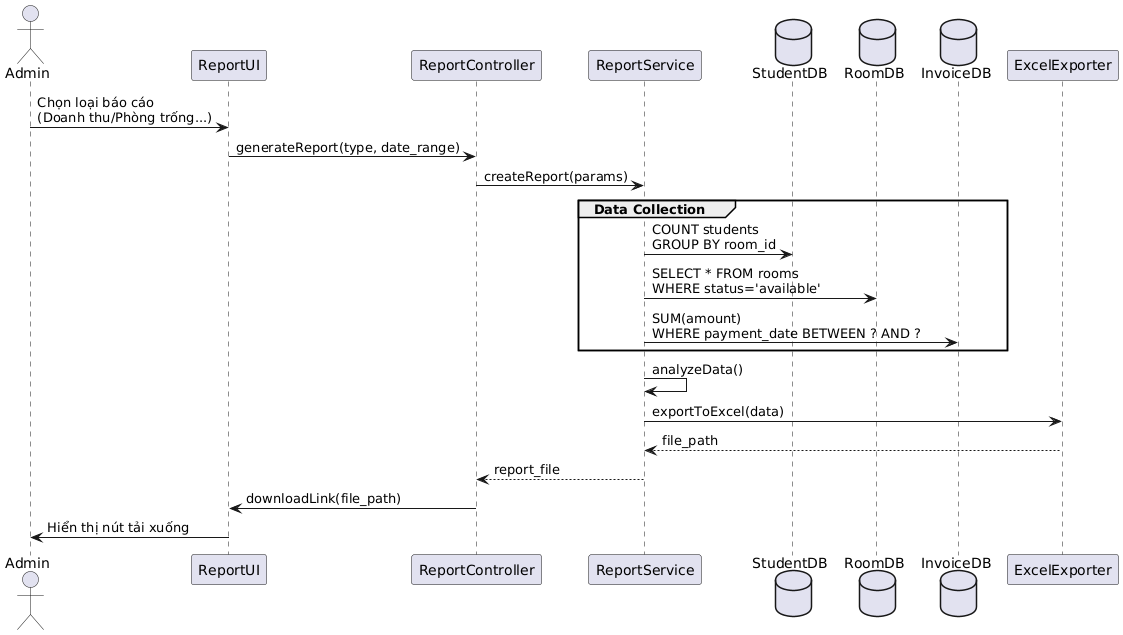 Admin
ReportUI
ReportController
ReportService
StudentDB
RoomDB
InvoiceDB
ExcelExporter
Chọn loại báo cáo
(Doanh thu/Phòng trống...)
generateReport(type, date_range)
createReport(params)
Data Collection
COUNT students
GROUP BY room_id
SELECT * FROM rooms
WHERE status='available'
SUM(amount)
WHERE payment_date BETWEEN ? AND ?
analyzeData()
exportToExcel(data)
file_path
report_file
downloadLink(file_path)
Hiển thị nút tải xuống
Admin
ReportUI
ReportController
ReportService
StudentDB
RoomDB
InvoiceDB
ExcelExporter